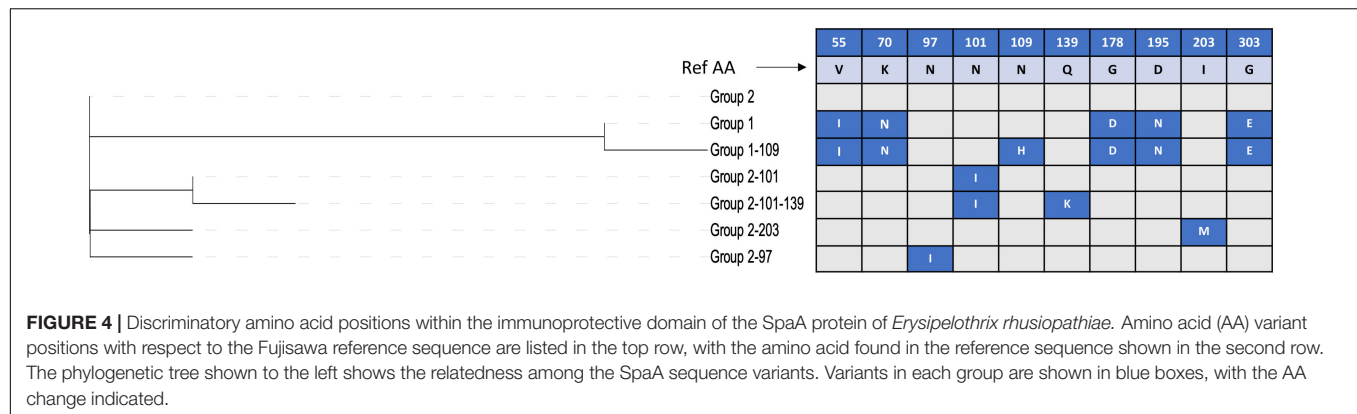 55 70 97 101 109 139 178 195 203 303
Ref AA V K N N N Q G D I G
Group 2
Group 1 I N D N E
Group 1-109 I N H D N E
Group 2-101 I
Group 2-101-139 I K
Group 2-203 M
Group 2-97 I
FIGURE 4 | Discriminatory amino acid positions within the immunoprotective domain of the SpaA protein of Erysipelothrix rhusiopathiae. Amino acid (AA) variant
positions with respect to the Fujisawa reference sequence are listed in the top row, with the amino acid found in the reference sequence shown in the second row.
The phylogenetic tree shown to the left shows the relatedness among the SpaA sequence variants. Variants in each group are shown in blue boxes, with the AA
change indicated.